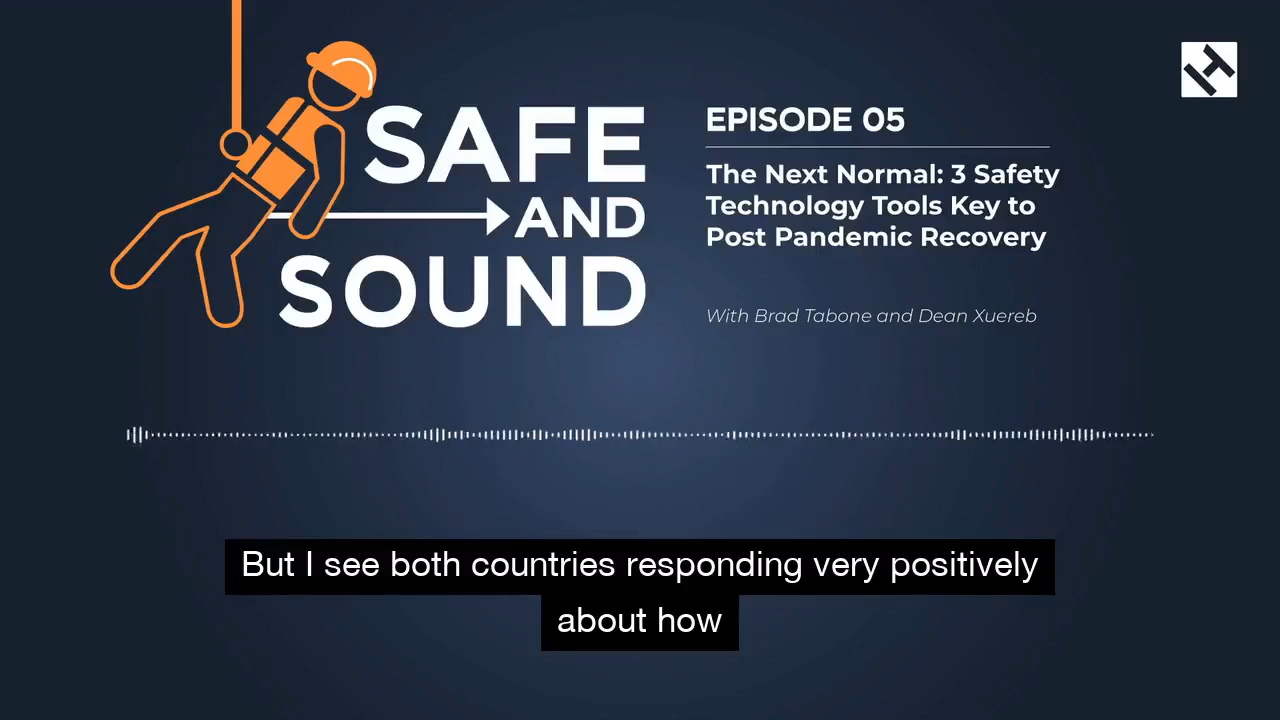 SAFE
AND
SOUND
EPISODE 05
The Next Normal: 3 Safety
Technology Tools Key to
Post Pandemic Recovery
With Brad Tabone and Dean Xuereb
But I see both countries responding very positively
about how